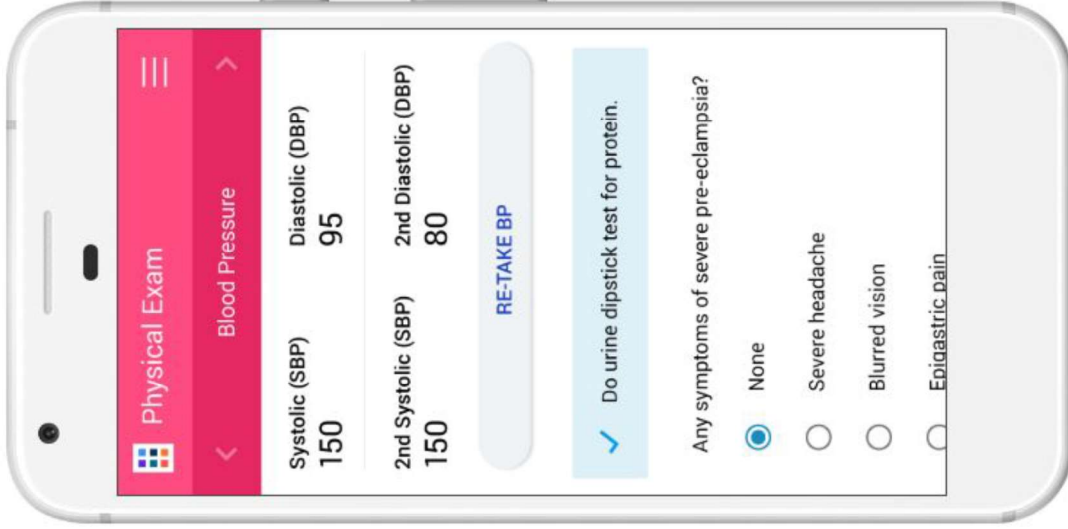 Physical Exam
Blood Pressure
Systolic (SBP) Diastolic (DBP)
150 95
2nd Systolic (SBP) 2nd Diastolic (DBP)
150 80
RE-TAKE BP
Do urine dipstick test for protein.
Any symptoms of severe pre-eclampsia?
None
Severe headache
Blurred vision
Epigastric pain